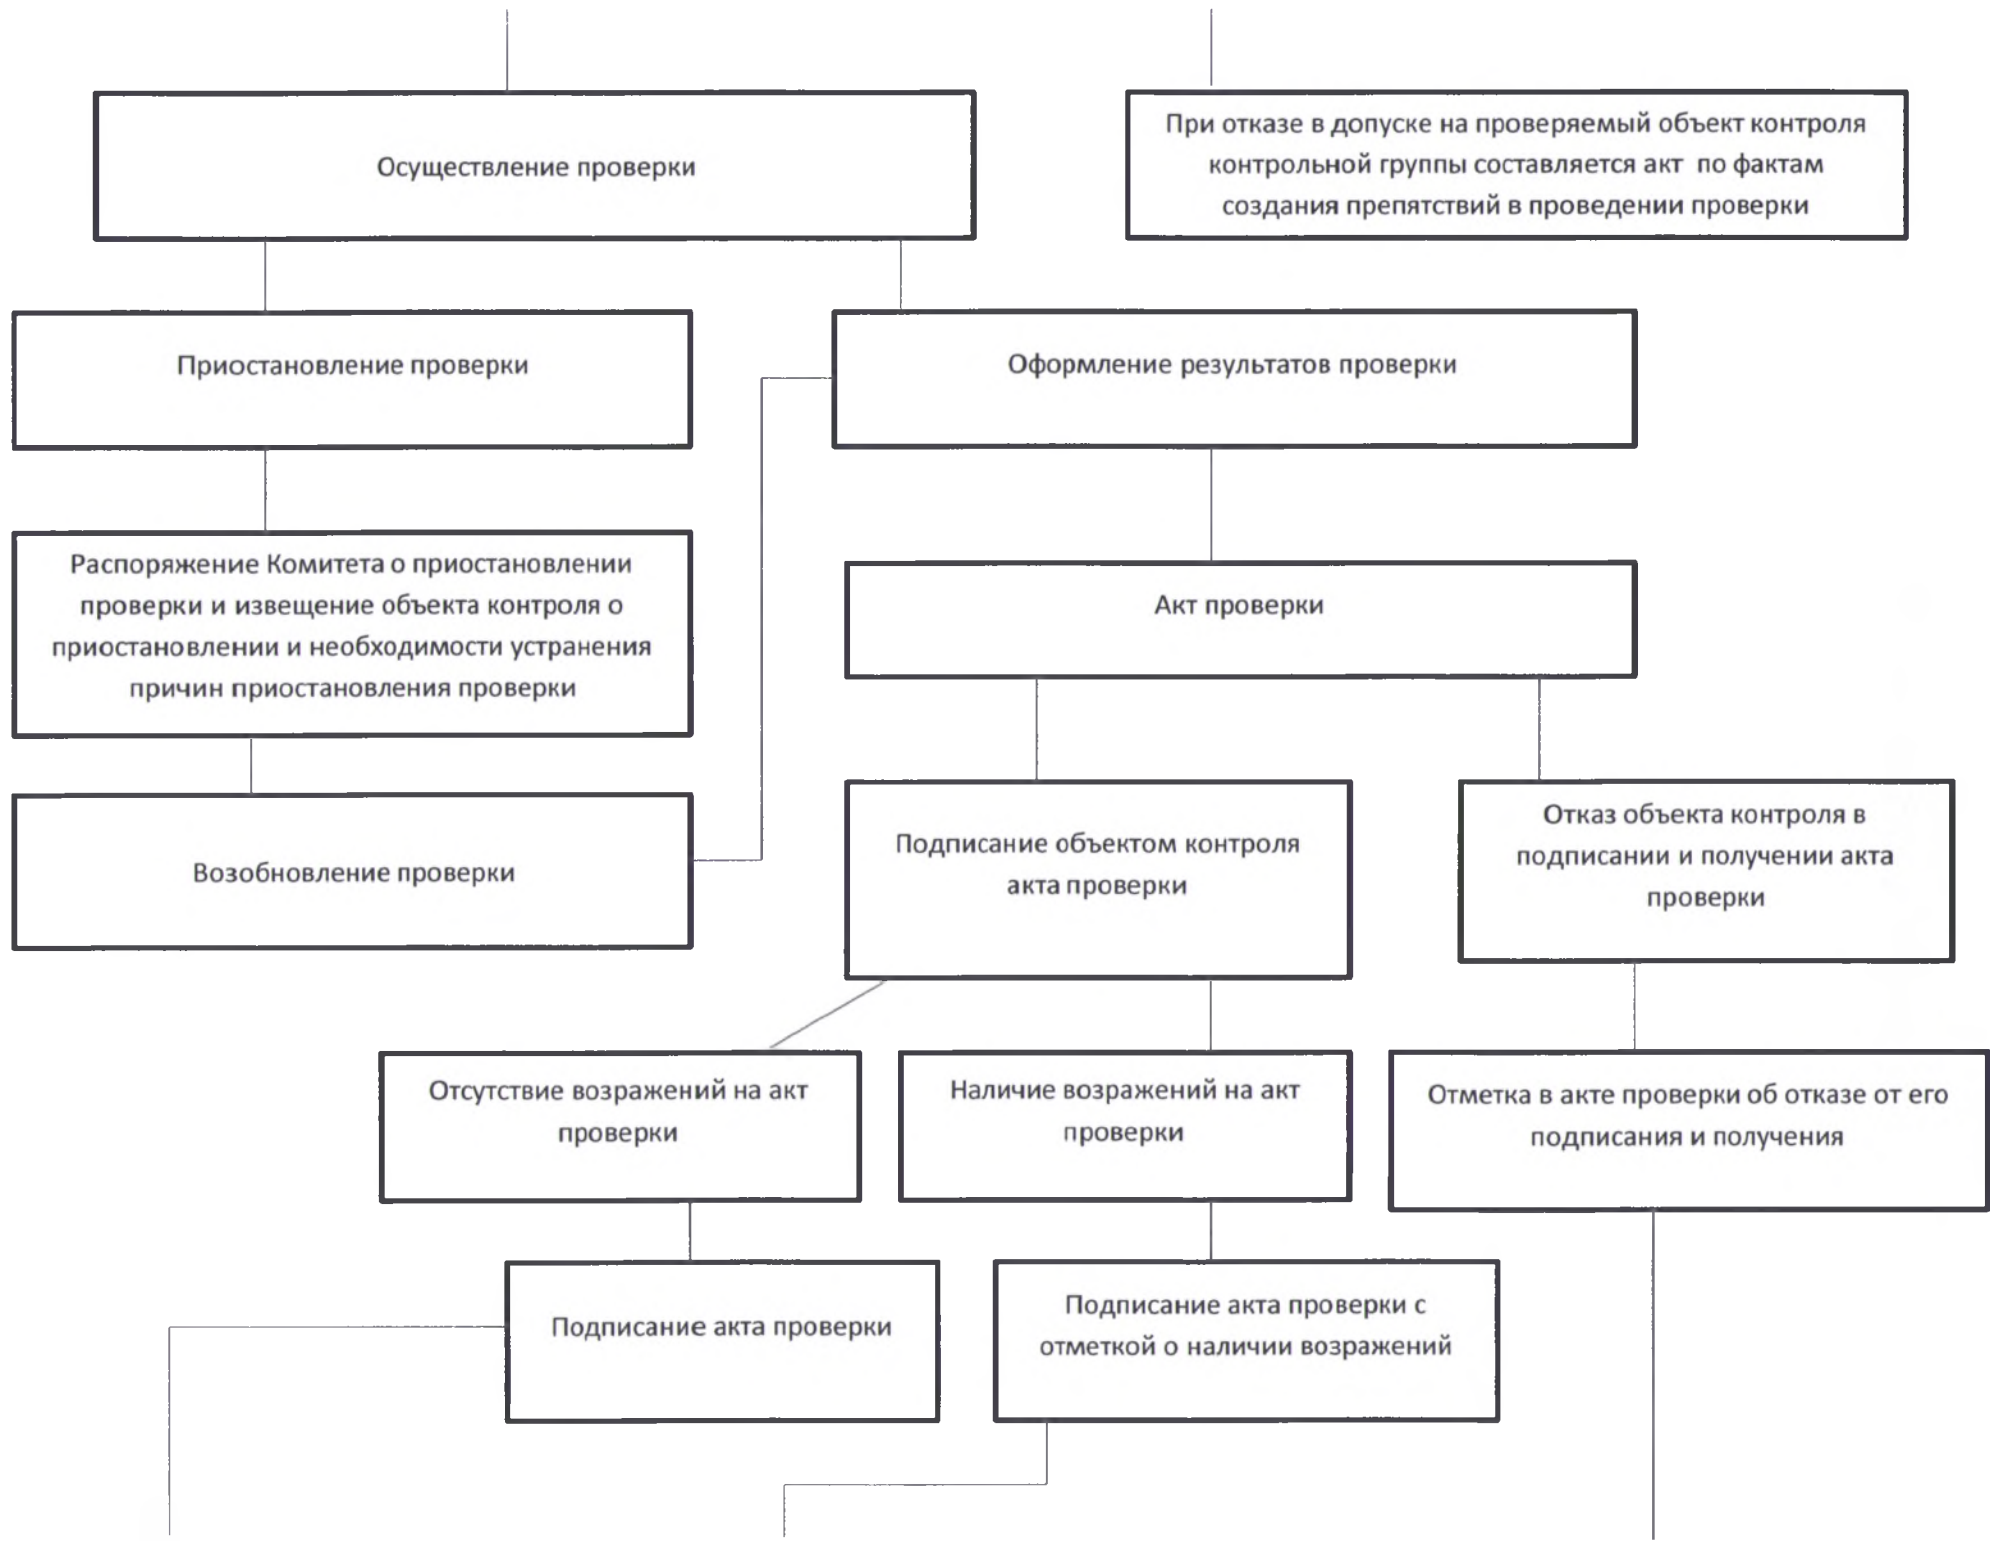 Осуществление проверки
При отказе в допуске на проверяемый объект контроля
контрольной группы составляется акт по фактам
создания препятствий в проведении проверки
Приостановление проверки
Оформление результатов проверки
Распоряжение Комитета о приостановлении
проверки и извещение объекта контроля о
приостановлении и необходимости устранения
причин приостановления проверки
Акт проверки
Возобновление проверки
Подписание объектом контроля
акта проверки
Отказ объекта контроля в
подписании и получении акта
проверки
Отсутствие возражений на акт
проверки
Наличие возражений на акт
проверки
Отметка в акте проверки об отказе от его
подписания и получения
Подписание акта проверки
Подписание акта проверки с
отметкой о наличии возражений